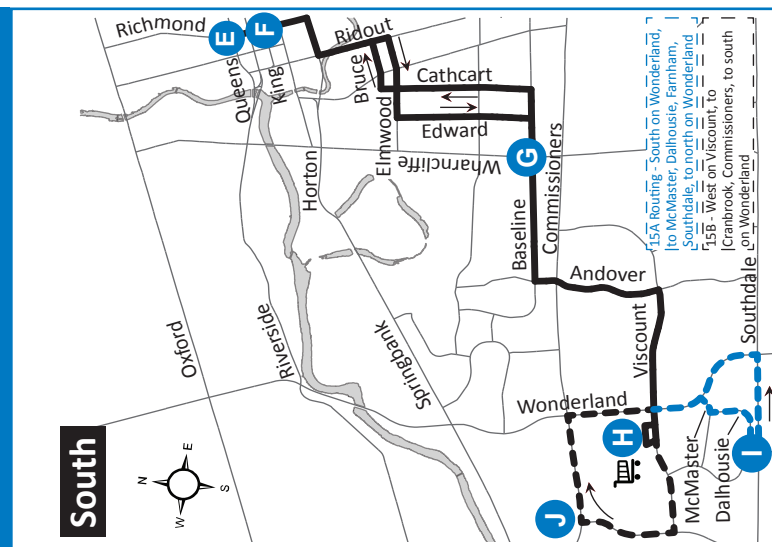 South
N
E
S
W
Richmond
E
F
Queens
King
Ridout
Bruce
Cathcart
Elmwood
Edward
Horton
Wharncliffe
G
Baseline
Commissioners
Oxford
Riverside
Springbank
Andover
Viscount
Wonderland
Southdale
H
I
J
McMaster
Dalhousie
15A Routing - South on Wonderland,
to McMaster, Dalhousie, Farnham,
Southdale, to north on Wonderland
15B - West on Viscount, to
Cranbrook, Commissioners, to south
on Wonderland